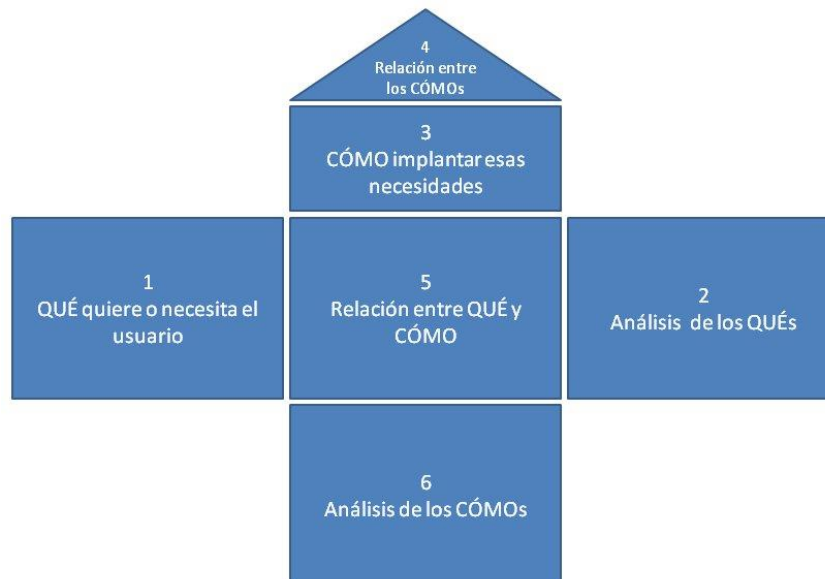 4
Relación entre
los CÓMOs
3
CÓMO implantar esas
necesidades
1
QUÉ quiere o necesita el
usuario
5
Relación entre QUÉ y
CÓMO
2
Análisis de los QUÉs
6
Análisis de los CÓMOs